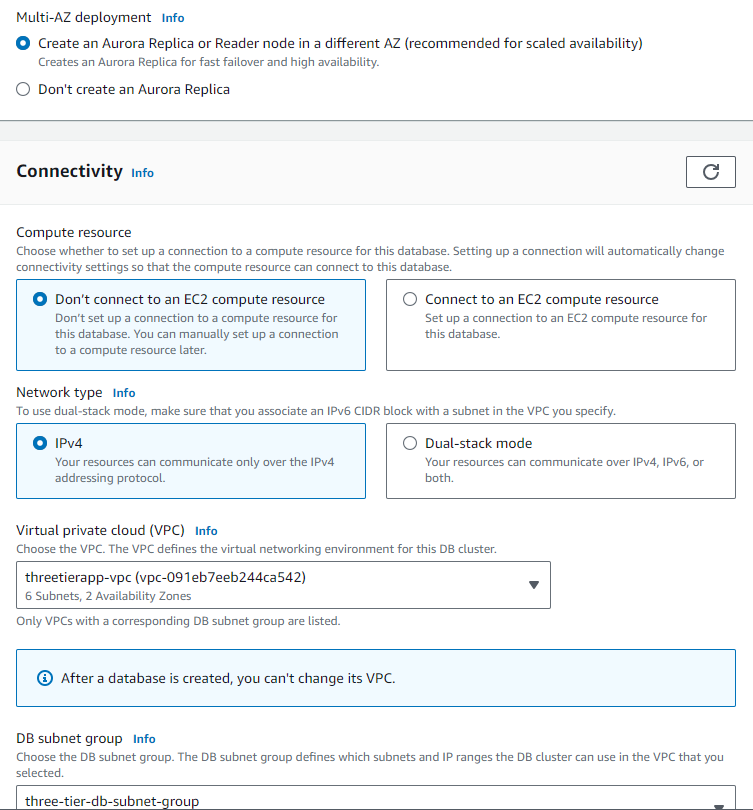 Multi-AZ deployment Info
Create an Aurora Replica or Reader node in a different AZ (recommended for scaled availability)
Creates an Aurora Replica for fast failover and high availability.
Don't create an Aurora Replica
Connectivity Info
Compute resource
Choose whether to set up a connection to a compute resource for this database. Setting up a connection will automatically change
connectivity settings so that the compute resource can connect to this database.
Don't connect to an EC2 compute resource
Don't set up a connection to a compute resource for
this database. You can manually set up a connection
to a compute resource later.
Connect to an EC2 compute resource
Set up a connection to an EC2 compute resource for
this database.
Network type Info
To use dual-stack mode, make sure that you associate an IPv6 CIDR block with a subnet in the VPC you specify.
IPv4
Your resources can communicate only over the IPv4
addressing protocol.
Dual-stack mode
Your resources can communicate over IPv4, IPv6, or
both.
Virtual private cloud (VPC) Info
Choose the VPC. The VPC defines the virtual networking environment for this DB cluster.
threetierapp-vpc (vpc-091eb7eeb244ca542)
6 Subnets, 2 Availability Zones
Only VPCs with a corresponding DB subnet group are listed.
After a database is created, you can't change its VPC.
DB subnet group Info
Choose the DB subnet group. The DB subnet group defines which subnets and IP ranges the DB cluster can use in the VPC that you
selected.
three-tier-db-subnet-group